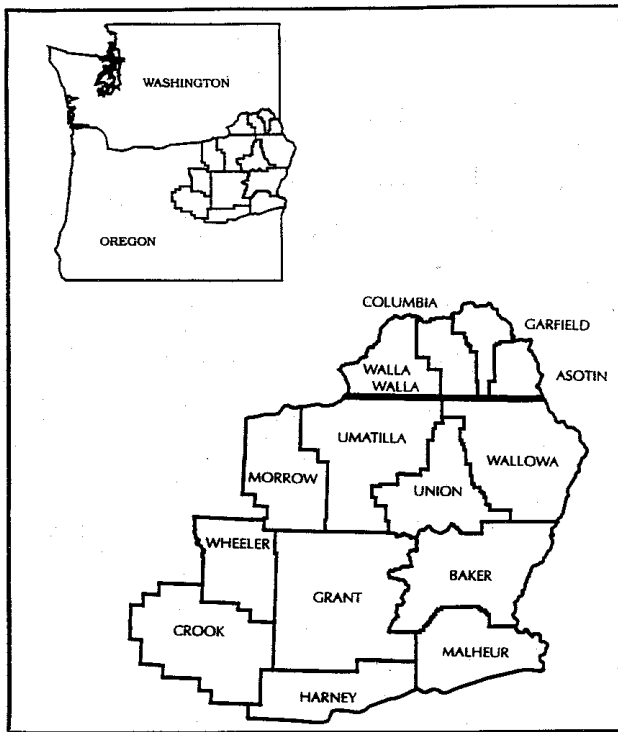 WASHINGTON
OREGON
COLUMBIA
GARFIELD
ASOTIN
WALLA
WALLA
UMATILLA
WALLOWA
MORROW
UNION
WHEELER
BAKER
GRANT
CROOK
MALHEUR
HARNEY